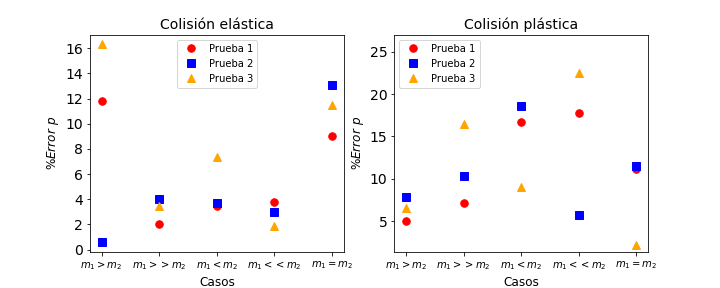 Colisión elástica
Prueba 1
Prueba 2
Prueba 3
16
14
12
10
8
6
4
2
0
%Error p
m₁ > m₂
m₁ > > m₂
m₁ < m₂
m₁ < < m₂
m₁ = m₂
Casos
Colisión plástica
Prueba 1
Prueba 2
Prueba 3
25
20
15
10
5
%Error p
m₁ > m₂
m₁ > > m₂
m₁ < m₂
m₁ < < m₂
m₁ = m₂
Casos